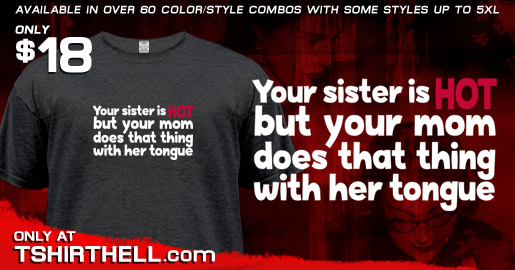 AVAILABLE IN OVER 60 COLOR/STYLE COMBOS WITH SOME STYLES UP TO 5XL
ONLY
$18
Your sister is HOT
but your mom
does that thing
with her tongue
Your sister is HOT
but your mom
does that thing
with her tongue
ONLY AT
TSHIRTHELL.com